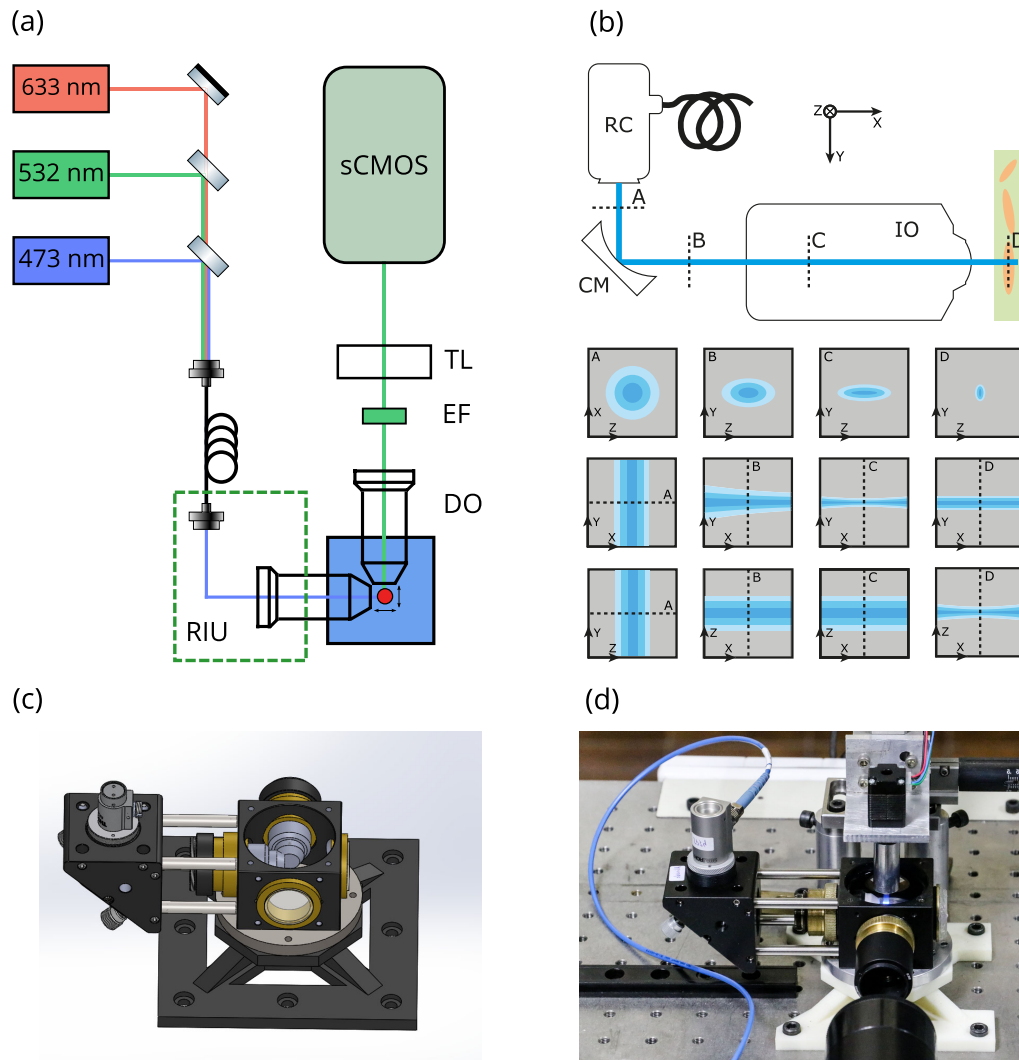 (a)
633 nm
532 nm
473 nm
sCMOS
TL
EF
DO
RIU
(b)
RC
Z
X
Y
A
B
C
D
IO
CM
A
X
Z
B
Y
Z
C
Y
Z
D
Y
Z
A
Y
X
B
Y
X
C
Y
X
D
Y
X
A
Y
Z
B
Z
X
C
Z
X
D
Z
X
(c)
(d)